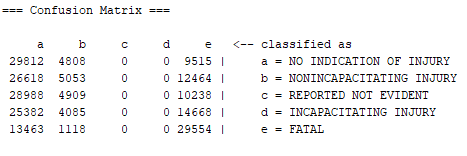 === Confusion Matrix ===
a b c d e <-- classified as
29812 4808 0 0 9515 | a = NO INDICATION OF INJURY
26618 5053 0 0 12464 | b = NONINCAPACITATING INJURY
28988 4909 0 0 10238 | c = REPORTED NOT EVIDENT
25382 4085 0 0 14668 | d = INCAPACITATING INJURY
13463 1118 0 0 29554 | e = FATAL